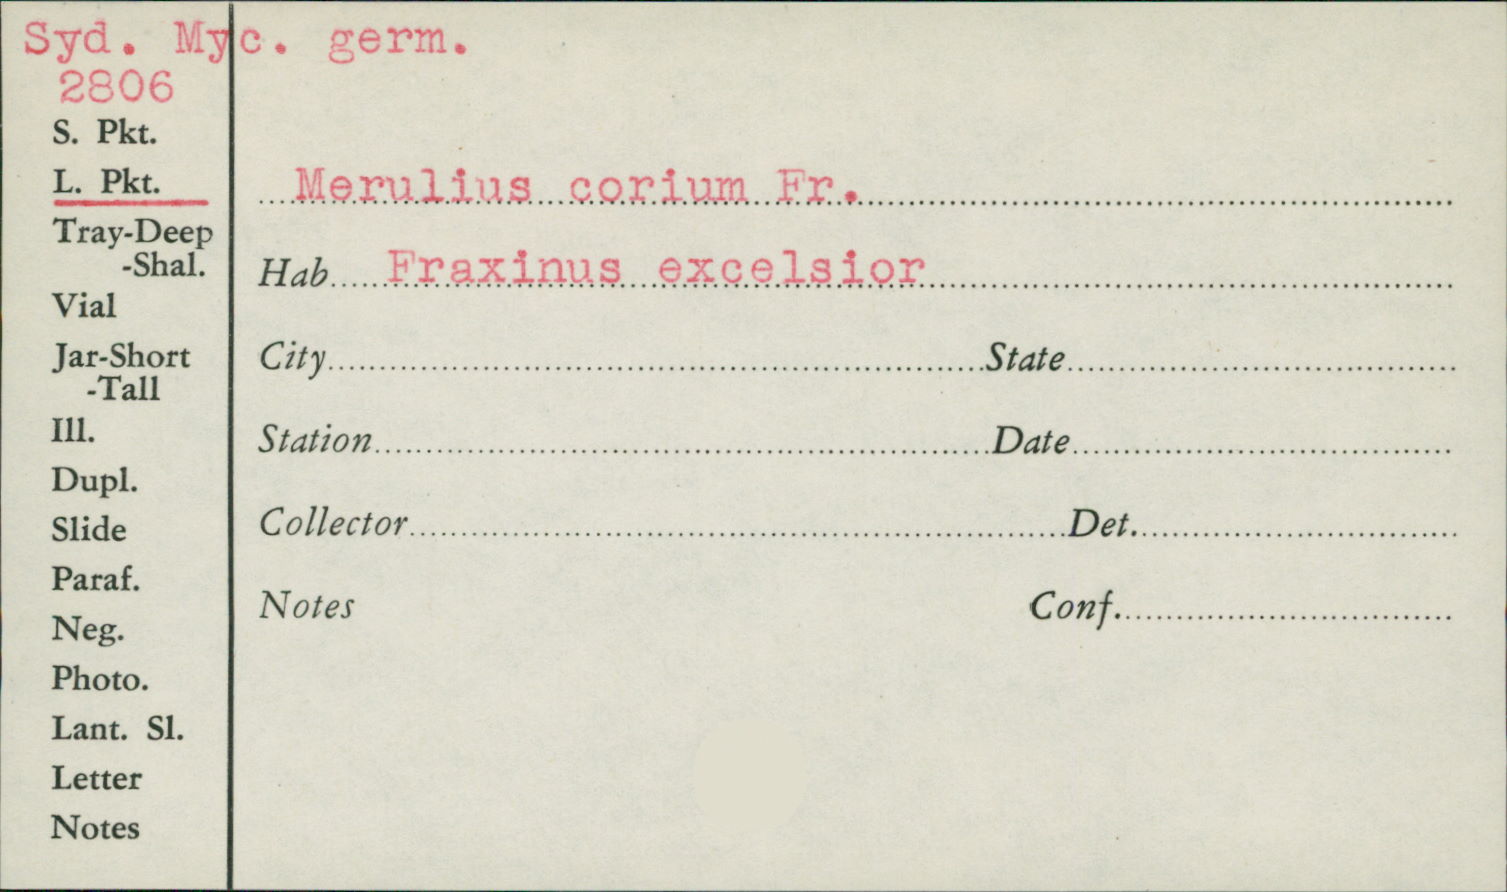 Syd. Myc. germ.
2806
S. Pkt.
L. Pkt.
Tray-Deep
-Shal.
Vial
Jar-Short
-Tall
Ill.
Dupl.
Slide
Paraf.
Neg.
Photo.
Lant. Sl.
Letter
Notes
Merulius corium Fr.
Hab Fraxinus excelsior
City State
Station Date
Collector Det.
Notes Conf.